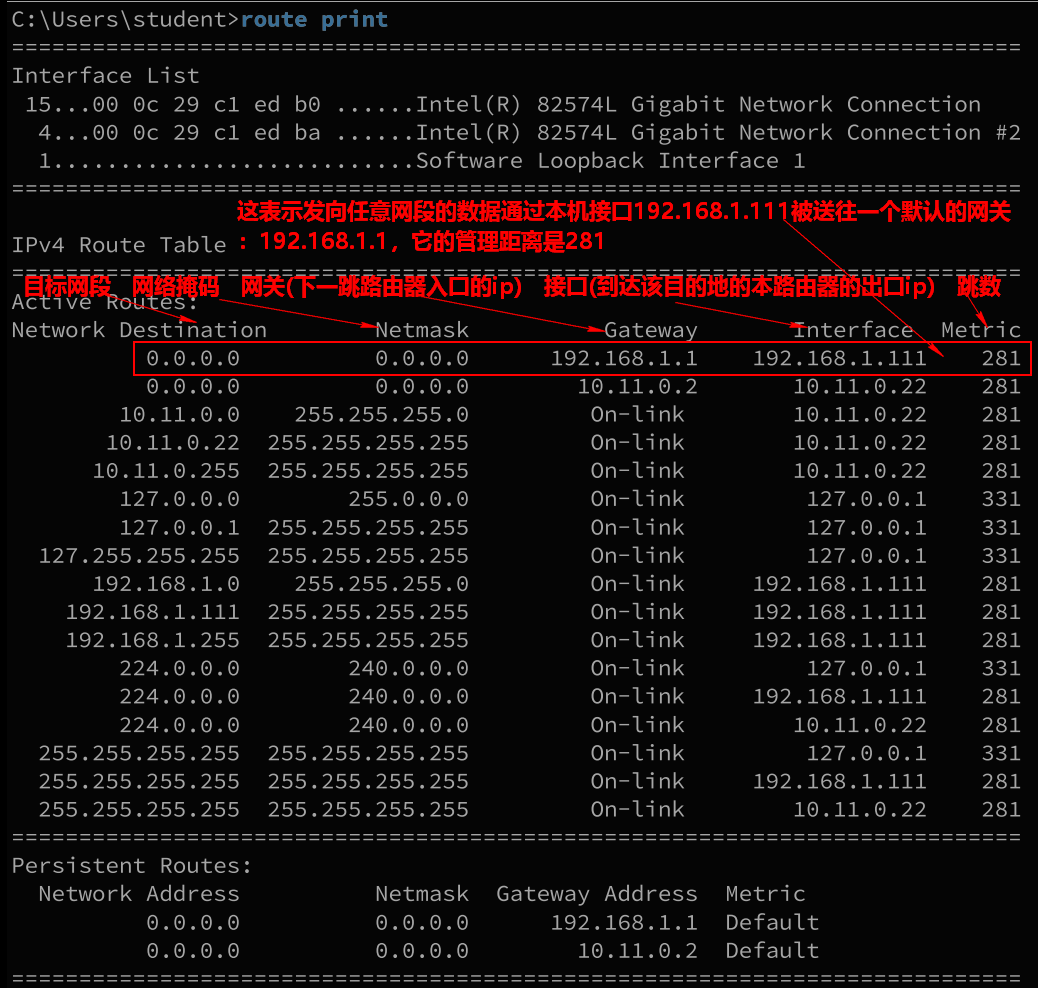 C:\Users\student>route print
===========================================================================
Interface List
 15...00 0c 29 c1 ed b0 ......Intel(R) 82574L Gigabit Network Connection
  4...00 0c 29 c1 ed ba ......Intel(R) 82574L Gigabit Network Connection #2
  1...........................Software Loopback Interface 1
===========================================================================
这表示发向任意网段的数据通过本机接口192.168.1.111被送往一个默认的网关
：192.168.1.1，它的管理距离是281
IPv4 Route Table
===========================================================================
目标网段 网络掩码 网关(下一跳路由器入口的ip) 接口(到达该目的地的本路由器的出口ip) 跳数
Active Routes:
Network Destination        Netmask          Gateway       Interface  Metric
          0.0.0.0          0.0.0.0      192.168.1.1    192.168.1.111    281
          0.0.0.0          0.0.0.0        10.11.0.2       10.11.0.22    281
        10.11.0.0    255.255.255.0         On-link        10.11.0.22    281
       10.11.0.22  255.255.255.255         On-link        10.11.0.22    281
      10.11.0.255  255.255.255.255         On-link        10.11.0.22    281
        127.0.0.0        255.0.0.0         On-link         127.0.0.1    331
        127.0.0.1  255.255.255.255         On-link         127.0.0.1    331
  127.255.255.255  255.255.255.255         On-link         127.0.0.1    331
      192.168.1.0    255.255.255.0         On-link     192.168.1.111    281
    192.168.1.111  255.255.255.255         On-link     192.168.1.111    281
    192.168.1.255  255.255.255.255         On-link     192.168.1.111    281
        224.0.0.0        240.0.0.0         On-link         127.0.0.1    331
        224.0.0.0        240.0.0.0         On-link     192.168.1.111    281
        224.0.0.0        240.0.0.0         On-link        10.11.0.22    281
  255.255.255.255  255.255.255.255         On-link         127.0.0.1    331
  255.255.255.255  255.255.255.255         On-link     192.168.1.111    281
  255.255.255.255  255.255.255.255         On-link        10.11.0.22    281
===========================================================================
Persistent Routes:
  Network Address          Netmask  Gateway Address  Metric
          0.0.0.0          0.0.0.0      192.168.1.1  Default
          0.0.0.0          0.0.0.0        10.11.0.2  Default
===========================================================================